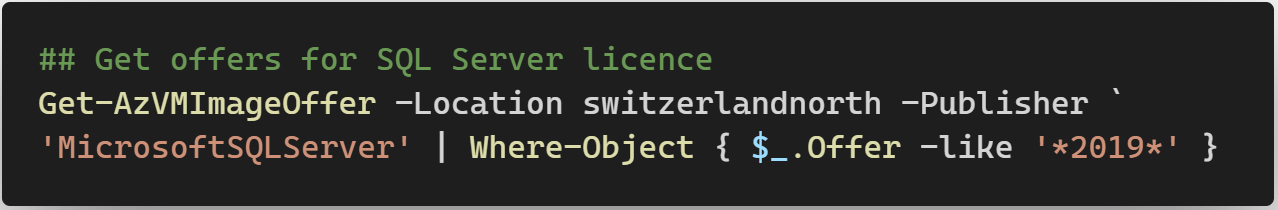 ## Get offers for SQL Server licence
Get-AzVMImageOffer -Location switzerlandnorth -Publisher `
'MicrosoftSQLServer' | Where-Object { $_.Offer -like '*2019*' }